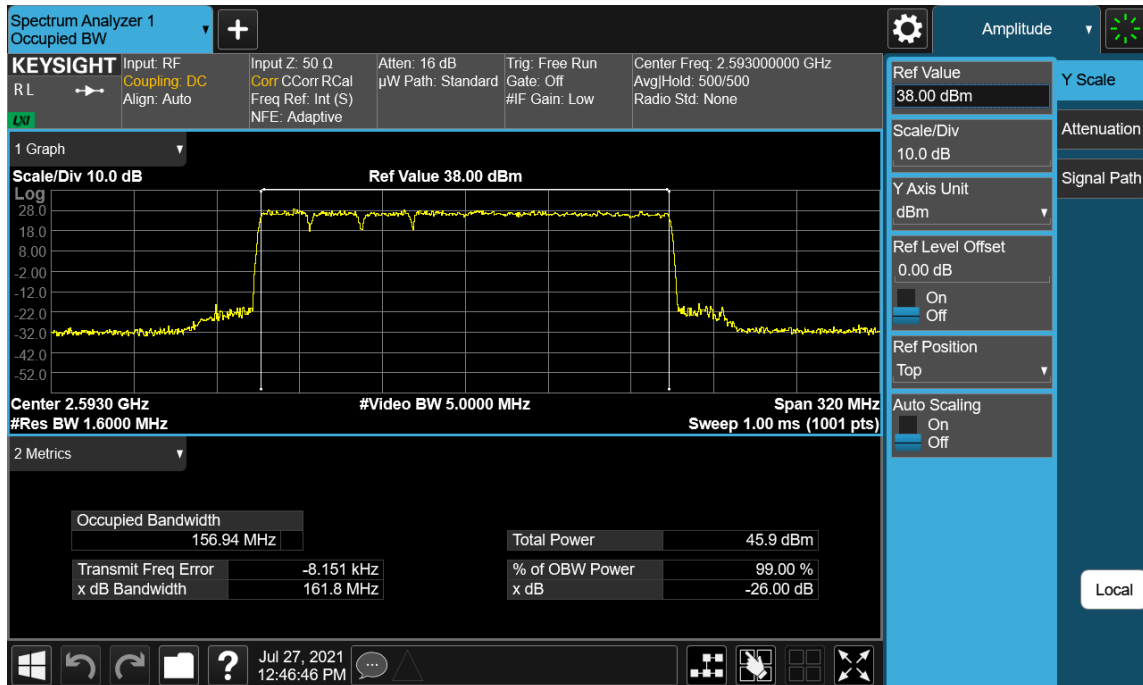 Spectrum Analyzer 1
Occupied BW
Amplitude
KEYSIGHT
R L
LXI
Input: RF
Coupling: DC
Align: Auto
Input Z: 50 Ω
Corr CCorr RCal
Freq Ref: Int (S)
NFE: Adaptive
Atten: 16 dB
µW Path: Standard
Trig: Free Run
Gate: Off
#IF Gain: Low
Center Freq: 2.593000000 GHz
Avg|Hold: 500/500
Radio Std: None
1 Graph
Scale/Div 10.0 dB
Ref Value 38.00 dBm
Log
28.0
18.0
8.00
-2.00
-12.0
-22.0
-32.0
-42.0
-52.0
Center 2.5930 GHz
#Video BW 5.0000 MHz
Span 320 MHz
#Res BW 1.6000 MHz
Sweep 1.00 ms (1001 pts)
2 Metrics
Occupied Bandwidth
156.94 MHz
Total Power 45.9 dBm
Transmit Freq Error -8.151 kHz
% of OBW Power 99.00 %
x dB Bandwidth 161.8 MHz
x dB -26.00 dB
?
Jul 27, 2021
12:46:46 PM
Ref Value
38.00 dBm
Scale/Div
10.0 dB
Y Axis Unit
dBm
Ref Level Offset
0.00 dB
On
Off
Ref Position
Top
Auto Scaling
On
Off
Y Scale
Attenuation
Signal Path
Local